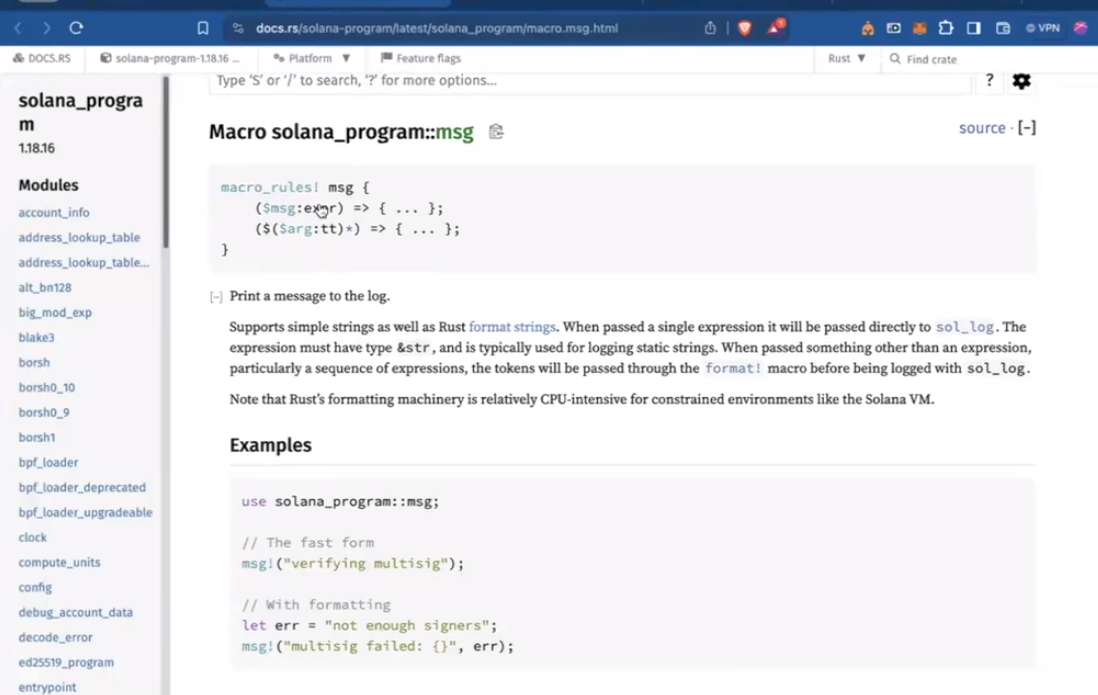 docs.rs/solana-program/latest/solana_program/macro.msg.html
1
VPN
DOCS.RS
solana-program-1.18.16 ...
Platform
Feature flags
Rust
Find crate
Type 'S' or '/' to search, '?' for more options...
?
solana_progra
m
1.18.16
Modules
account_info
address_lookup_table
address_lookup_table...
alt_bn128
big_mod_exp
blake3
borsh
borsh0_10
borsh0_9
borsh1
bpf_loader
bpf_loader_deprecated
bpf_loader_upgradeable
clock
compute_units
config
debug_account_data
decode_error
ed25519_program
entrypoint
Macro solana_program::msg
source · [−]
macro_rules! msg {
($msg:expr) => { ... };
($($arg:tt)*) => { ... };
}
[−] Print a message to the log.
Supports simple strings as well as Rust format strings. When passed a single expression it will be passed directly to sol_log. The
expression must have type &str, and is typically used for logging static strings. When passed something other than an expression,
particularly a sequence of expressions, the tokens will be passed through the format! macro before being logged with sol_log.
Note that Rust's formatting machinery is relatively CPU-intensive for constrained environments like the Solana VM.
Examples
use solana_program::msg;
// The fast form
msg!("verifying multisig");
// With formatting
let err = "not enough signers";
msg!("multisig failed: {}", err);